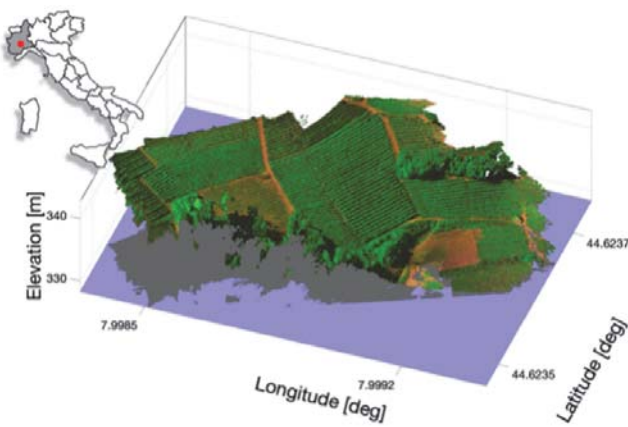 Elevation [m]
340
330
7.9985
7.9992
Longitude [deg]
44.6235
44.6237
Latitude [deg]